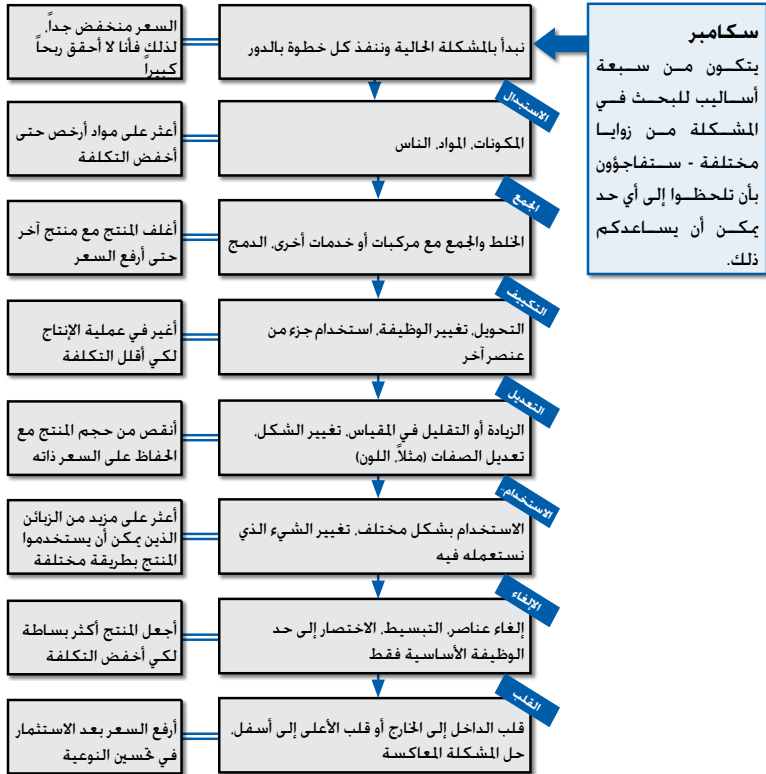 سكامبر
يتكون من سبعة
أساليب للبحث في
المشكلة من زوايا
مختلفة - ستفاجؤون
بأن تلحظوا إلى أي حد
يمكن أن يساعدكم
ذلك.
نبدأ بالمشكلة الحالية وننفذ كل خطوة بالدور
السعر منخفض جداً،
لذلك فأنا لا أحقق ربحاً
كبيراً
الاستبدال
المكونات، المواد، الناس
أعثر على مواد أرخص حتى
أخفض التكلفة
الجمع
الخلط والجمع مع مركبات أو خدمات أخرى، الدمج
أغلف المنتج مع منتج آخر
حتى أرفع السعر
التكييف
التحويل، تغيير الوظيفة، استخدام جزء من
عنصر آخر
أغير في عملية الإنتاج
لكي أقلل التكلفة
التعديل
الزيادة أو التقليل في المقياس، تغيير الشكل،
تعديل الصفات (مثلاً، اللون)
أنقص من حجم المنتج مع
الحفاظ على السعر ذاته
الاستخدام..
الاستخدام بشكل مختلف، تغيير الشيء الذي
نستعمله فيه
أعثر على مزيد من الزبائن
الذين يمكن أن يستخدموا
المنتج بطريقة مختلفة
الإلغاء
إلغاء عناصر، التبسيط، الاختصار إلى حد
الوظيفة الأساسية فقط
أجعل المنتج أكثر بساطة
لكي أخفض التكلفة
القلب
قلب الداخل إلى الخارج أو قلب الأعلى إلى أسفل،
حل المشكلة المعاكسة
أرفع السعر بعد الاستثمار
في تحسين النوعية